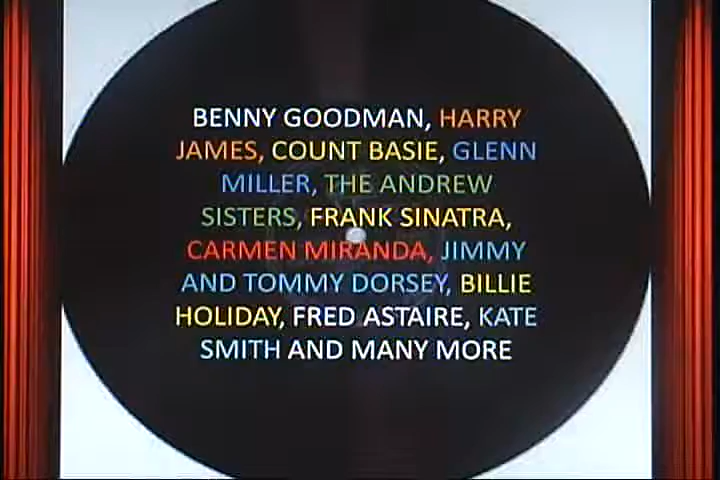 BENNY GOODMAN, HARRY
JAMES, COUNT BASIE, GLENN
MILLER, THE ANDREW
SISTERS, FRANK SINATRA,
CARMEN MIRANDA, JIMMY
AND TOMMY DORSEY, BILLIE
HOLIDAY, FRED ASTAIRE, KATE
SMITH AND MANY MORE